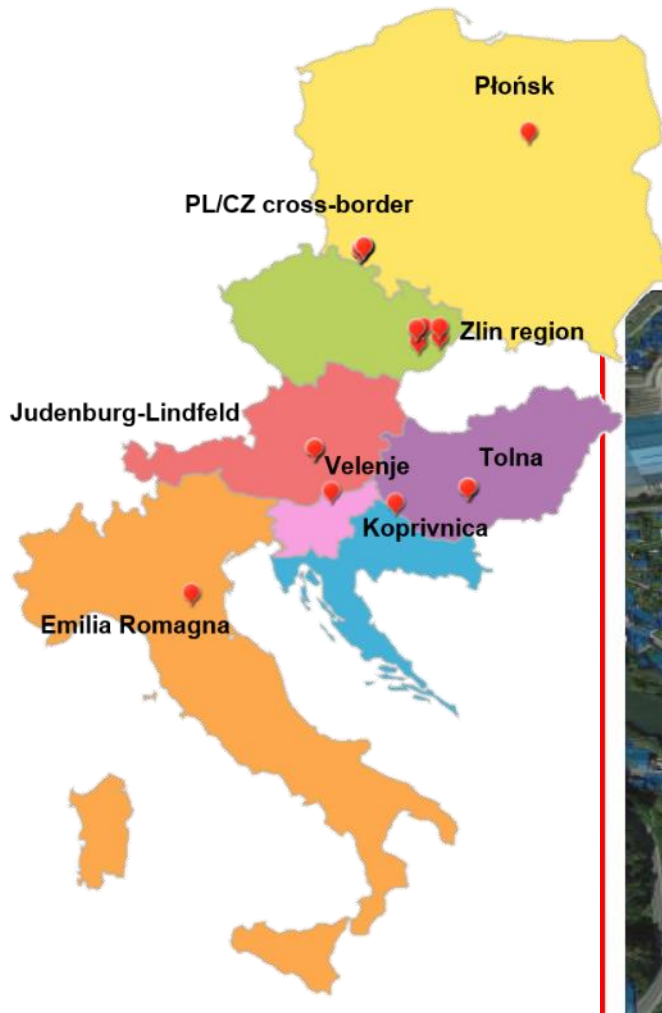 Płońsk
PL/CZ cross-border
Zlin region
Judenburg-Lindfeld
Velenje
Tolna
Koprivnica
Emilia Romagna